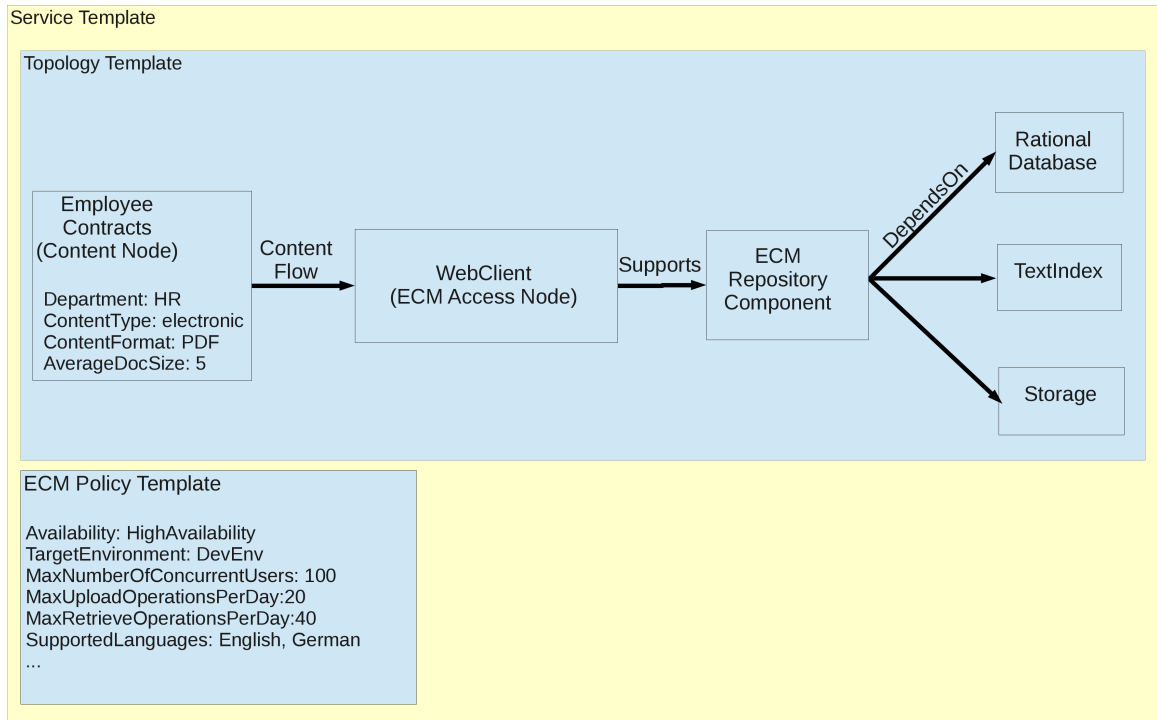 Service Template
Topology Template
Employee
Contracts
(Content Node)
Department: HR
ContentType: electronic
ContentFormat: PDF
AverageDocSize: 5
Content
Flow
WebClient
(ECM Access Node)
Supports
ECM
Repository
Component
DependsOn
Rational
Database
TextIndex
Storage
ECM Policy Template
Availability: HighAvailability
TargetEnvironment: DevEnv
MaxNumberOfConcurrentUsers: 100
MaxUploadOperationsPerDay:20
MaxRetrieveOperationsPerDay:40
SupportedLanguages: English, German
...